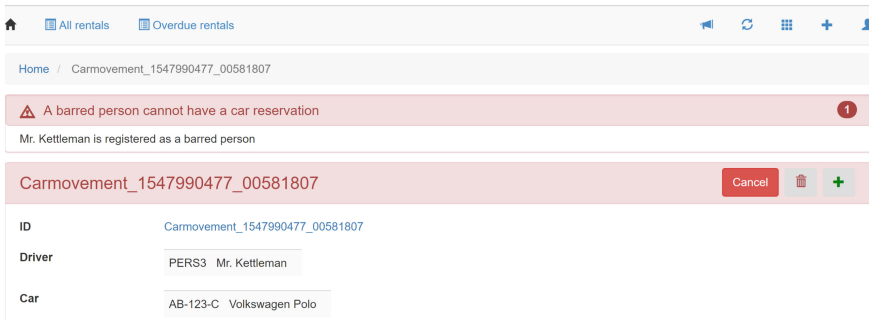 All rentals Overdue rentals
Home / Carmovement_1547990477_00581807
A barred person cannot have a car reservation 1
Mr. Kettleman is registered as a barred person
Carmovement_1547990477_00581807 Cancel
ID Carmovement_1547990477_00581807
Driver PERS3 Mr. Kettleman
Car AB-123-C Volkswagen Polo